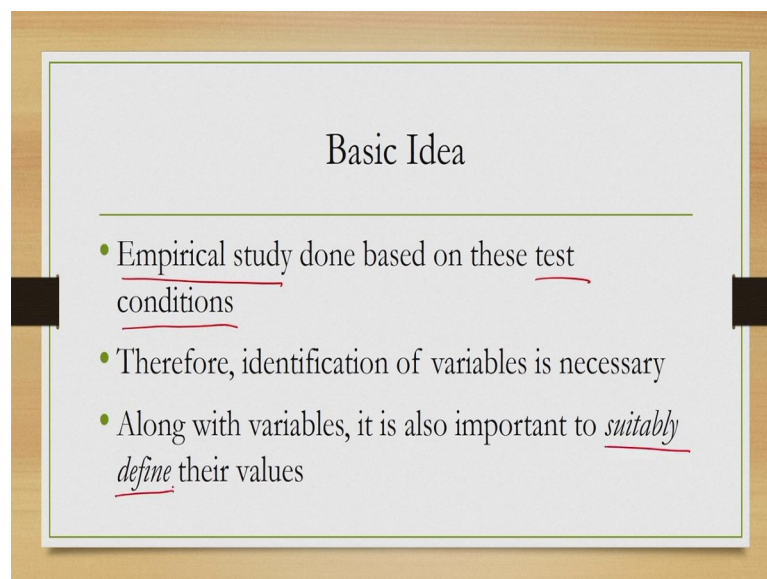 Basic Idea
• Empirical study done based on these test
conditions
• Therefore, identification of variables is necessary
• Along with variables, it is also important to suitably
define their values